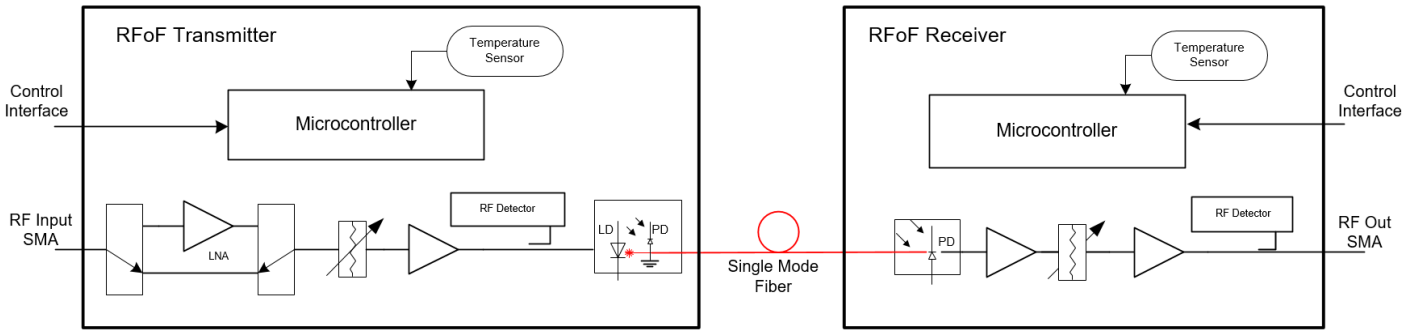 RFoF Transmitter
Temperature
Sensor
Control
Interface
Microcontroller
RF Input
SMA
LNA
RF Detector
LD
PD
Single Mode
Fiber
RFoF Receiver
Temperature
Sensor
Microcontroller
Control
Interface
PD
RF Detector
RF Out
SMA